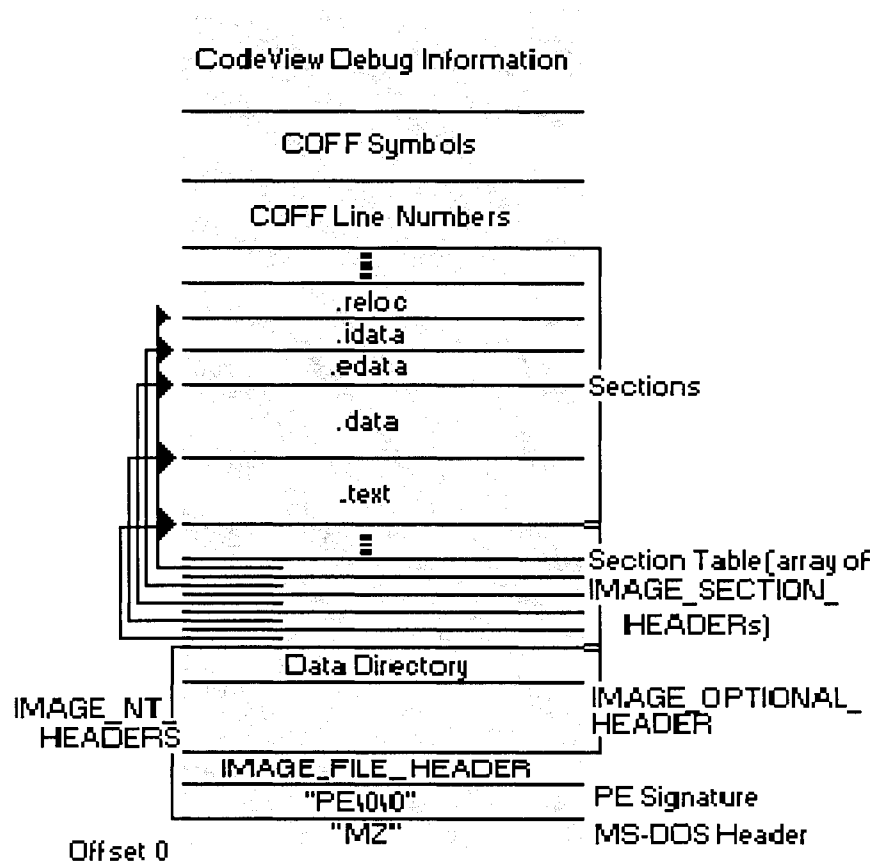 CodeView Debug Information
COFF Symbols
COFF Line Numbers
.reloc
.idata
.edata
Sections
.data
.text
Section Table(array of
IMAGE_SECTION_
HEADERs)
Data Directory
IMAGE_NT_
HEADERS
IMAGE_OPTIONAL_
HEADER
IMAGE_FILE_HEADER
"PE\0\0"
PE Signature
"MZ"
MS-DOS Header
Offset 0